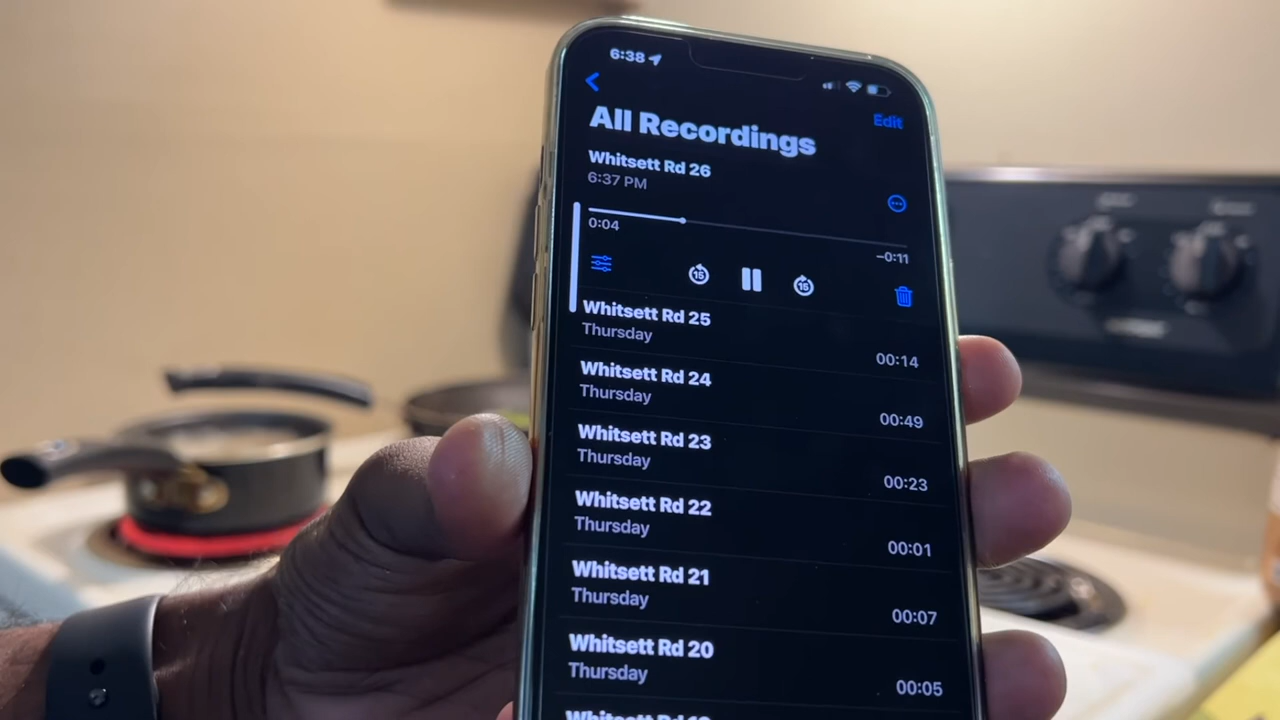 6:38
All Recordings
Edit
Whitsett Rd 26
6:37 PM
0:04
-0:11
15
15
Whitsett Rd 25
Thursday
00:14
Whitsett Rd 24
Thursday
00:49
Whitsett Rd 23
Thursday
00:23
Whitsett Rd 22
Thursday
00:01
Whitsett Rd 21
Thursday
00:07
Whitsett Rd 20
Thursday
00:05